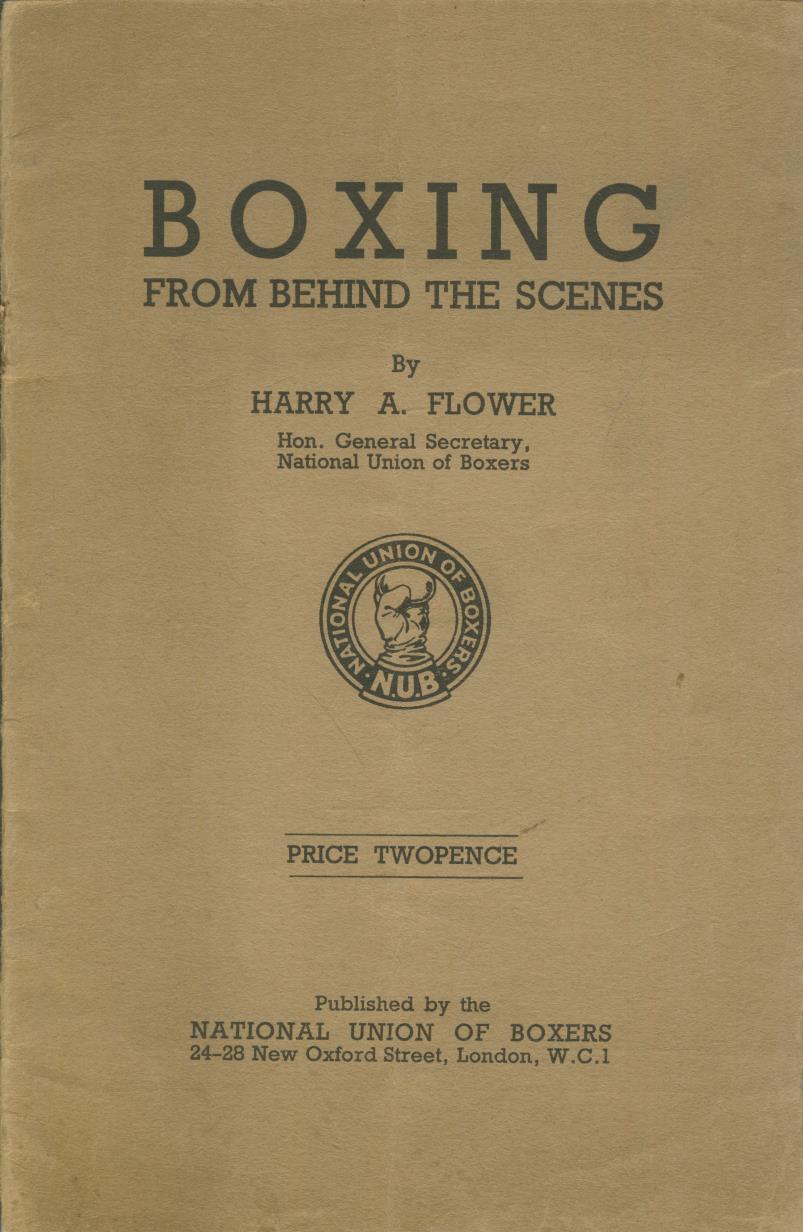 BOXING
FROM BEHIND THE SCENES
By
HARRY A. FLOWER
Hon. General Secretary,
National Union of Boxers
NATIONAL UNION OF BOXERS
· N.U.B ·
PRICE TWOPENCE
Published by the
NATIONAL UNION OF BOXERS
24–28 New Oxford Street, London, W.C.1